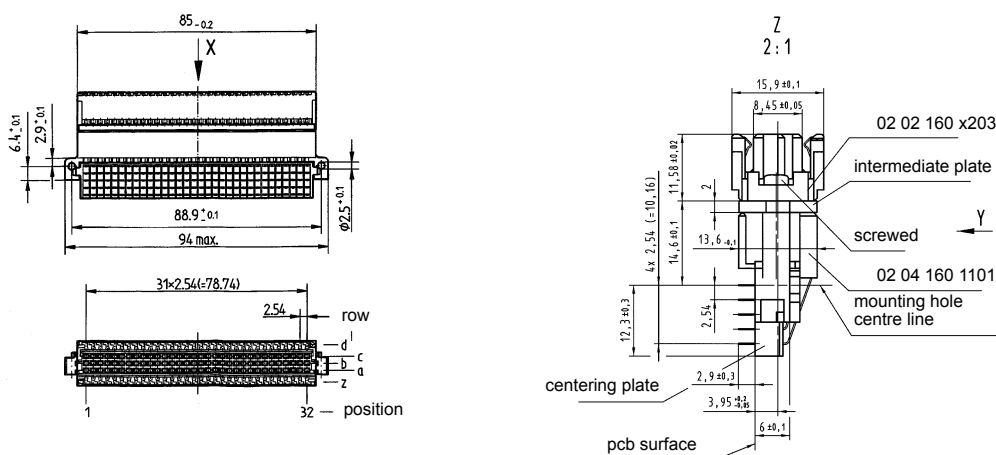 85 -0.2
X
6.4 +-0.1
2.9 +-0.1
88.9 +-0.1
94 max.
Ø2.5 +0.1
31×2.54(=78.74)
2.54
row
d
c
b
a
z
1
32
position
Z
2:1
15,9 ±0,1
8,45 ±0,05
02 02 160 x203
intermediate plate
11,58 ±0,02
2
Y
screwed
4x 2,54 (=10,16)
14,6 ±0,1
13,6 -0,1
02 04 160 1101
mounting hole
centre line
12,3 ±0,3
2,54
centering plate
2,9 ±0,3
3,95 +0,2 -0,05
6 ±0,1
pcb surface